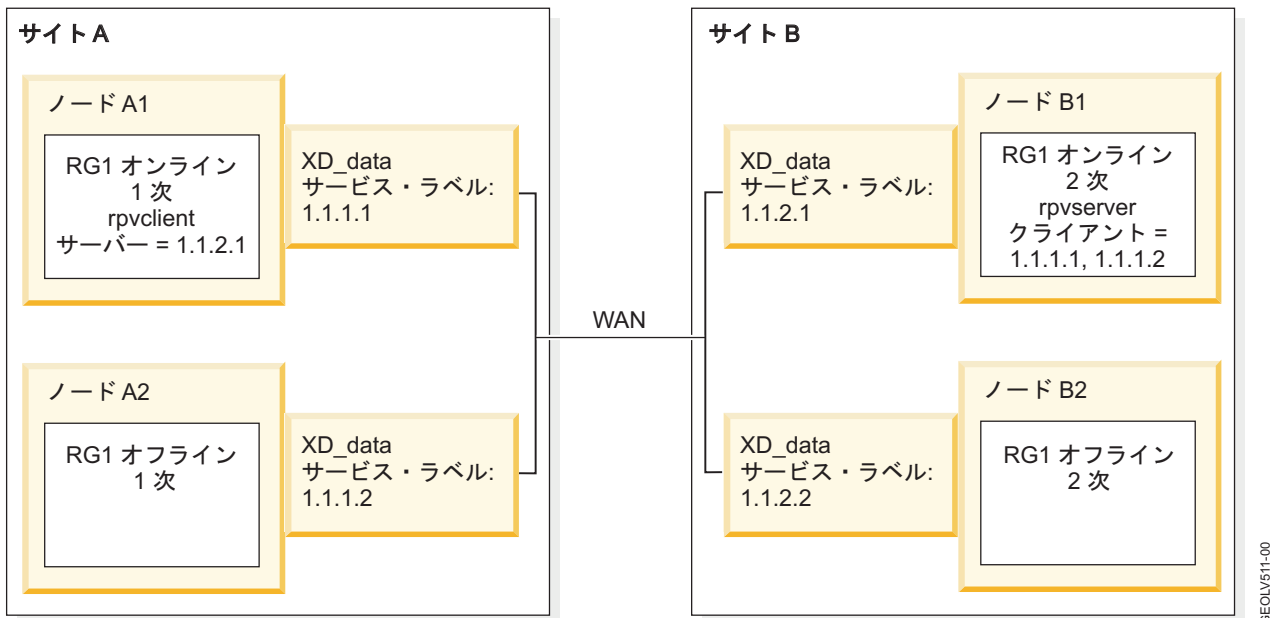 サイト A
ノード A1
RG1 オンライン
1 次
rpvclient
サーバー = 1.1.2.1
XD_data
サービス・ラベル:
1.1.1.1
ノード A2
RG1 オフライン
1 次
XD_data
サービス・ラベル:
1.1.1.2
WAN
サイト B
XD_data
サービス・ラベル:
1.1.2.1
ノード B1
RG1 オンライン
2 次
rpvserver
クライアント =
1.1.1.1, 1.1.1.2
XD_data
サービス・ラベル:
1.1.2.2
ノード B2
RG1 オフライン
2 次
GEOLV511-00